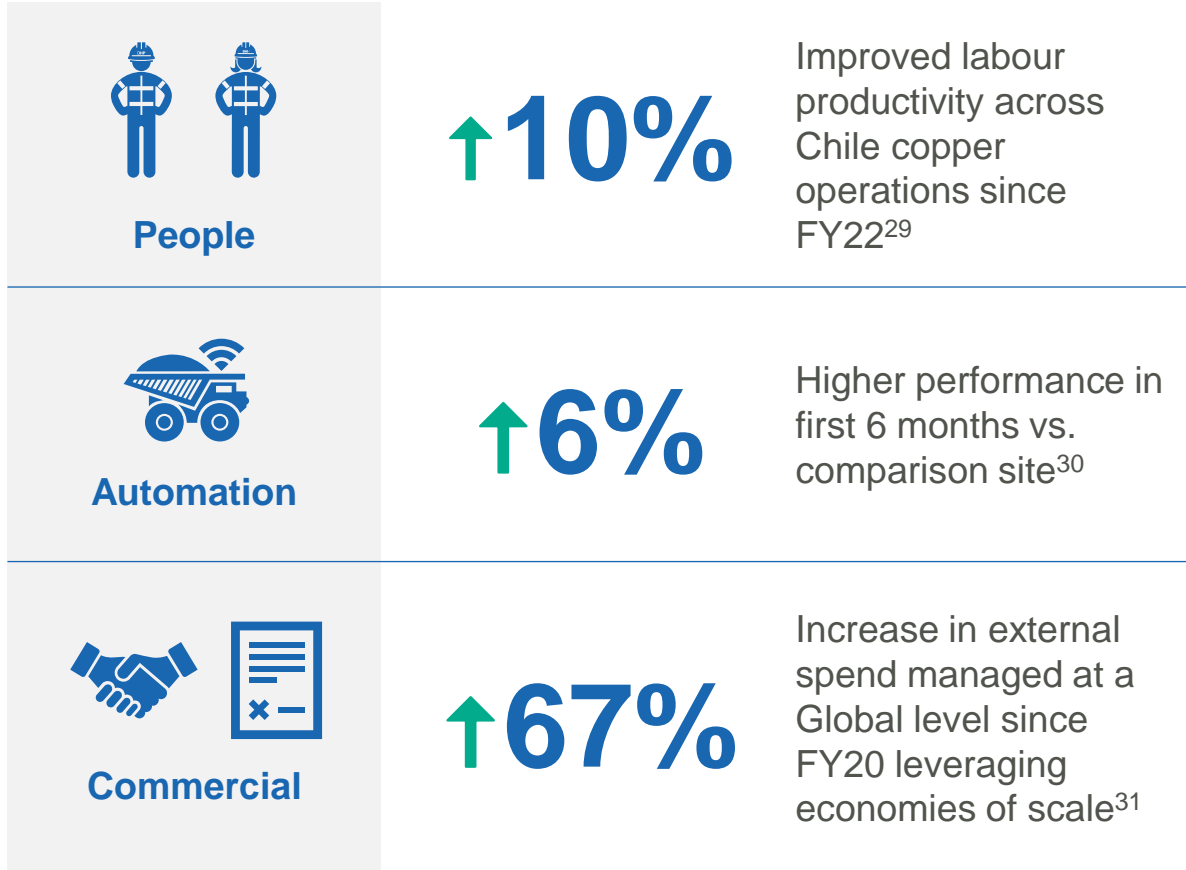 People
↑10%
Improved labour
productivity across
Chile copper
operations since
FY22²⁹
Automation
↑6%
Higher performance in
first 6 months vs.
comparison site³⁰
Commercial
↑67%
Increase in external
spend managed at a
Global level since
FY20 leveraging
economies of scale³¹